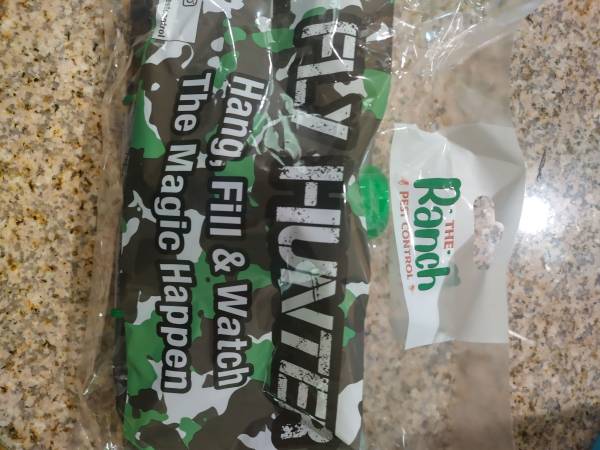 THE
Ranch
PEST CONTROL
FLY HUNTER
Hang, Fill & Watch
The Magic Happen